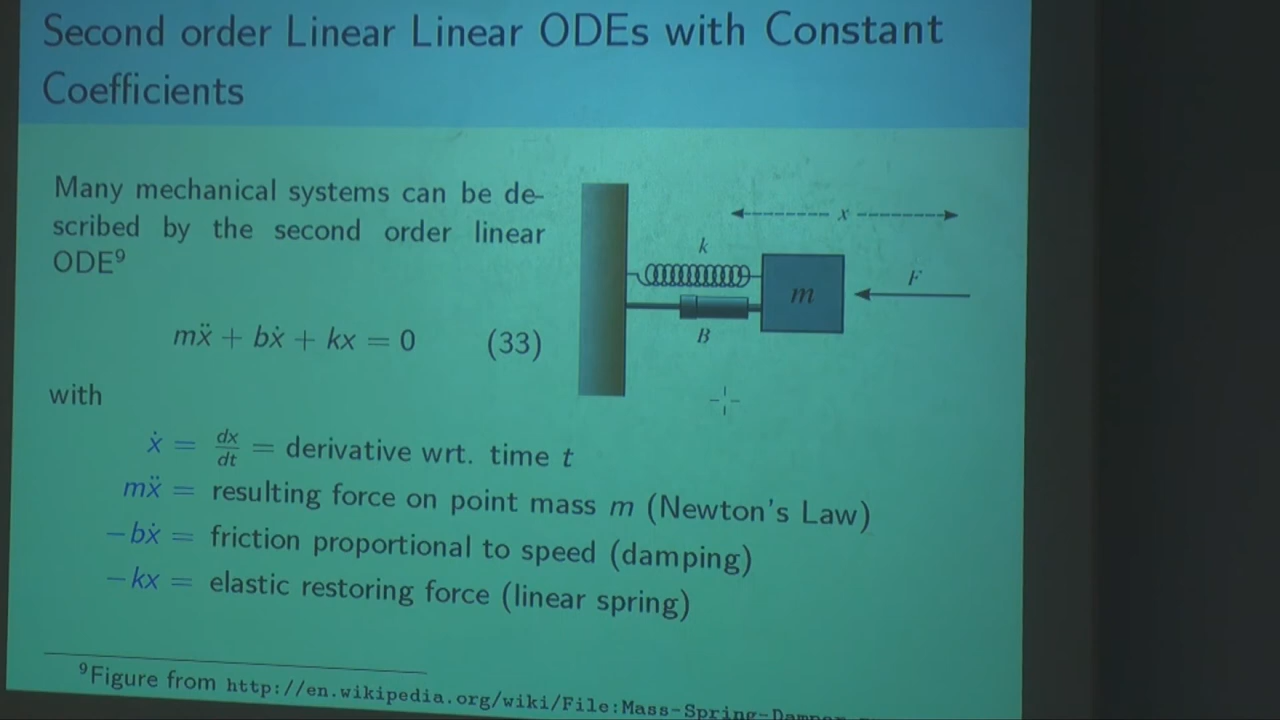 Second order Linear Linear ODEs with Constant
Coefficients
Many mechanical systems can be de-
scribed by the second order linear
ODE⁹
mẍ + bẋ + kx = 0 (33)
with
ẋ = dx/dt = derivative wrt. time t
mẍ = resulting force on point mass m (Newton's Law)
−bẋ = friction proportional to speed (damping)
−kx = elastic restoring force (linear spring)
x
k
m
F
B
⁹Figure from http://en.wikipedia.org/wiki/File:Mass-Spring-Damper